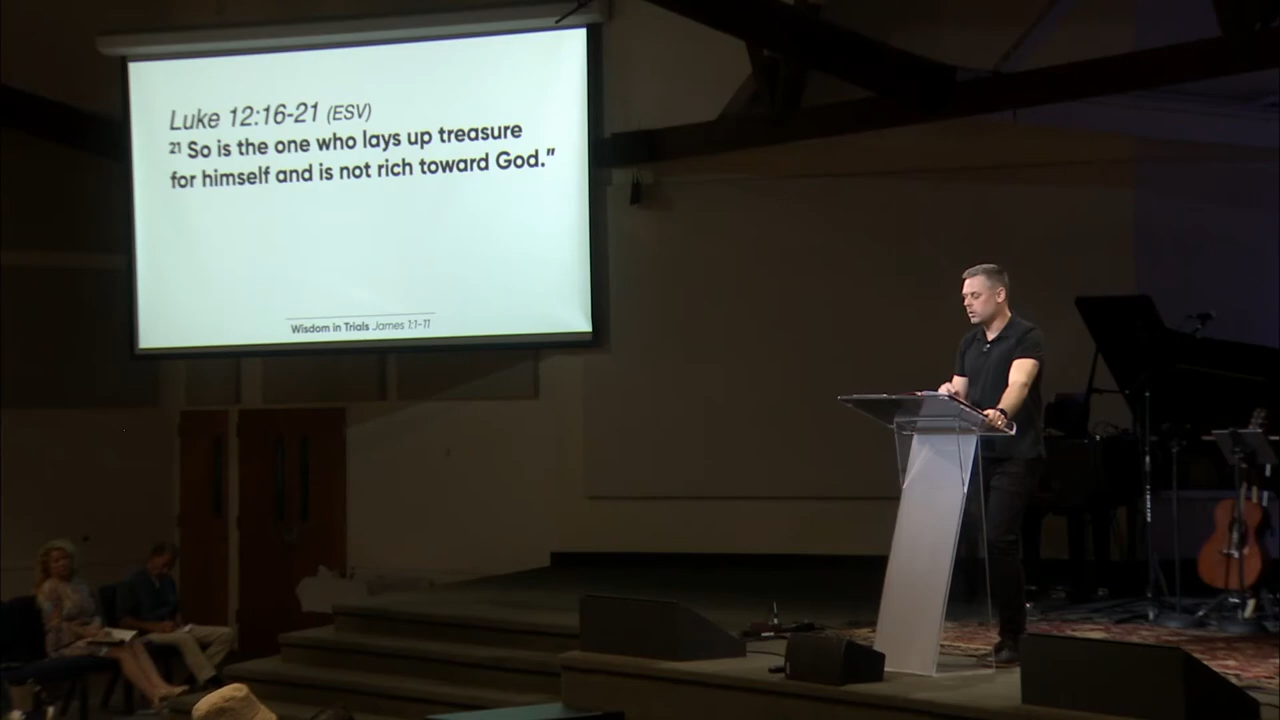 Luke 12:16-21 (ESV)
21 So is the one who lays up treasure
for himself and is not rich toward God.”
Wisdom in Trials James 1:1-11